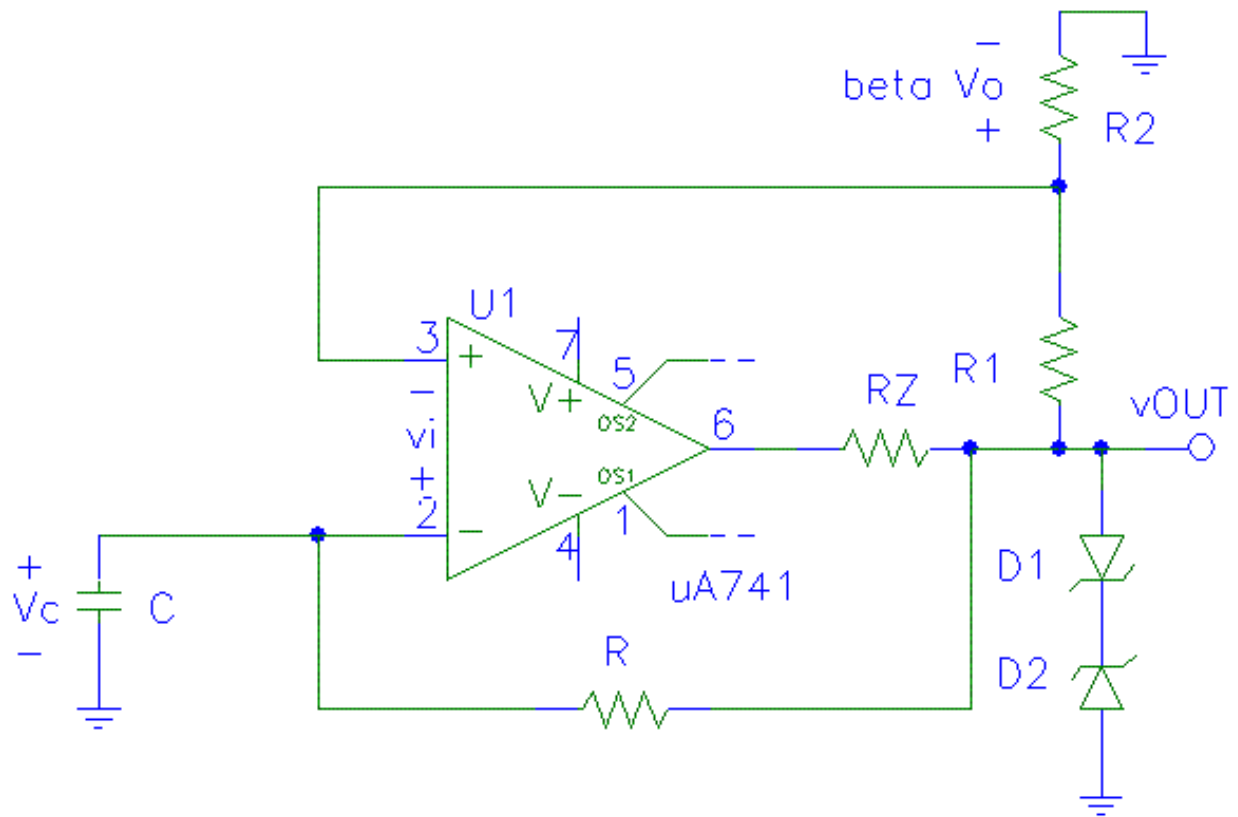 −
beta Vo
+
R2
U1
3
+
7
5
R1
−
V+
OS2
RZ
vOUT
6
vi
+
V−
OS1
2
−
1
4
+
Vc
−
C
uA741
D1
R
D2